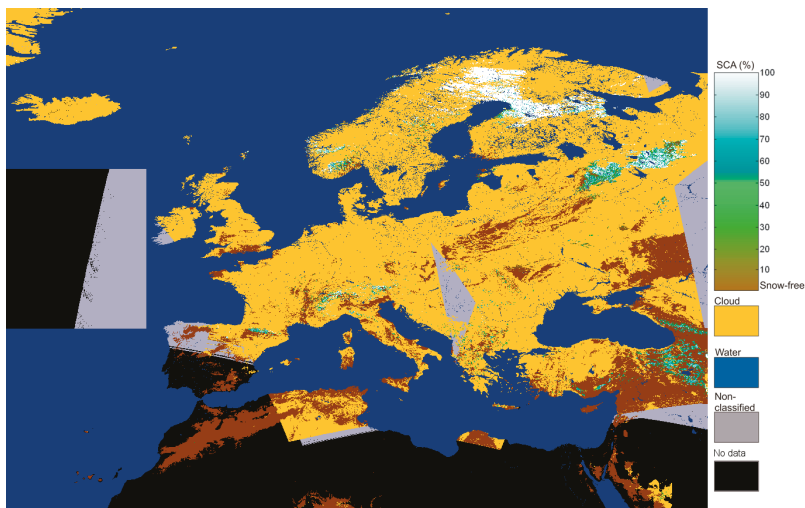 SCA (%)
100
90
80
70
60
50
40
30
20
10
Snow-free
Cloud
Water
Non-
classified
No data